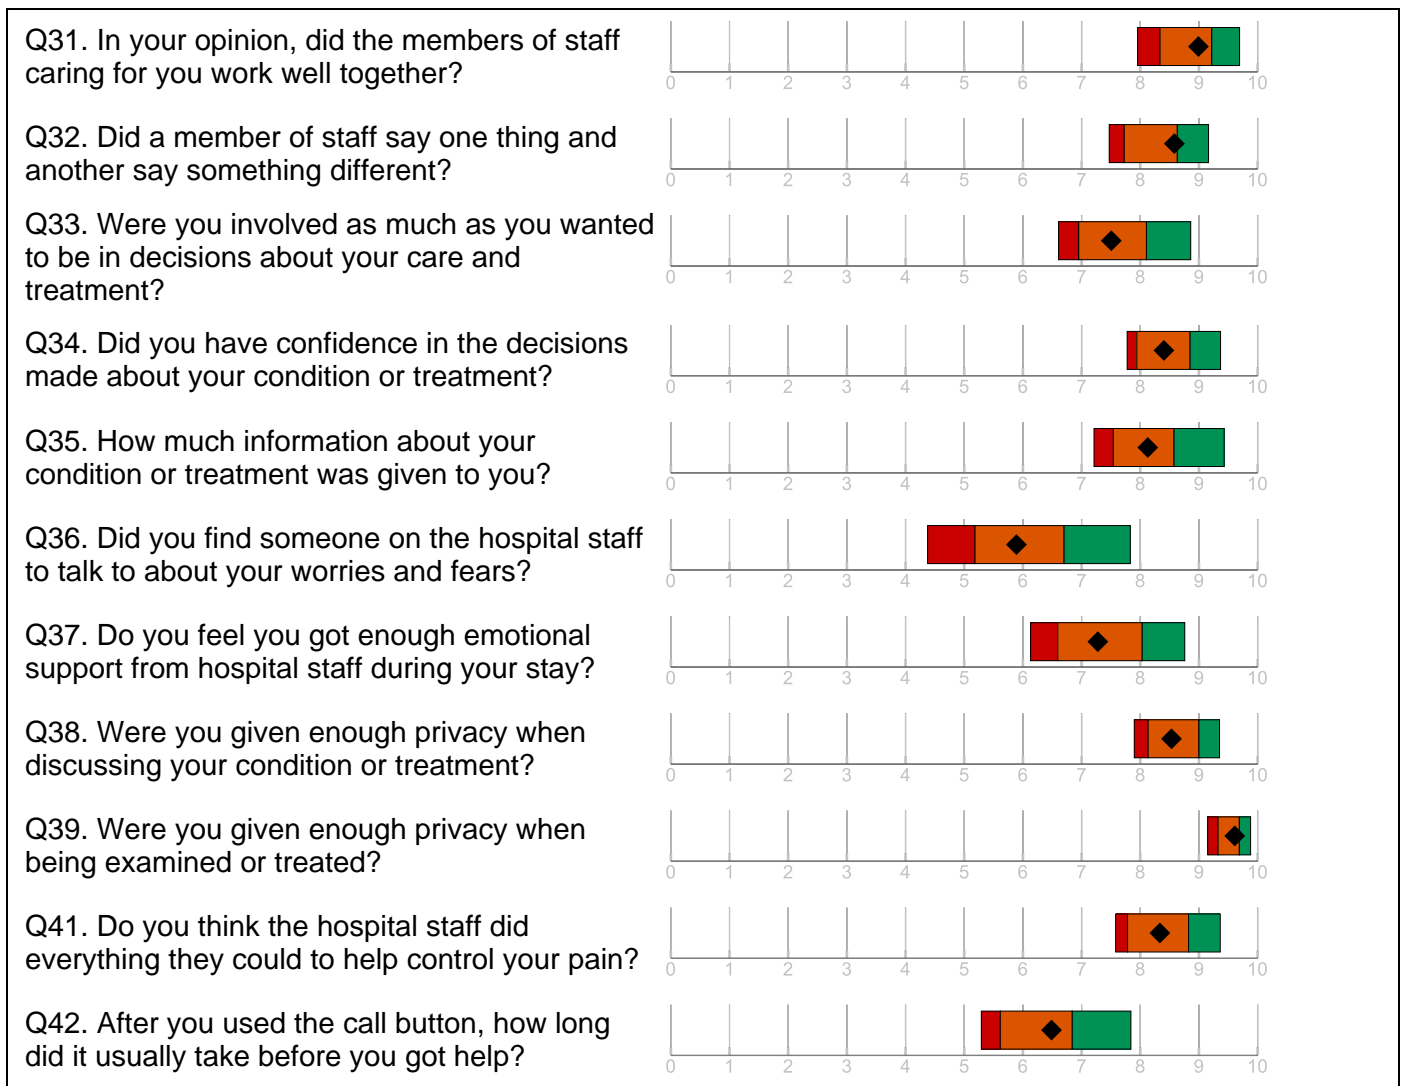 Q31. In your opinion, did the members of staff
caring for you work well together?
0 1 2 3 4 5 6 7 8 9 10
Q32. Did a member of staff say one thing and
another say something different?
0 1 2 3 4 5 6 7 8 9 10
Q33. Were you involved as much as you wanted
to be in decisions about your care and
treatment?
0 1 2 3 4 5 6 7 8 9 10
Q34. Did you have confidence in the decisions
made about your condition or treatment?
0 1 2 3 4 5 6 7 8 9 10
Q35. How much information about your
condition or treatment was given to you?
0 1 2 3 4 5 6 7 8 9 10
Q36. Did you find someone on the hospital staff
to talk to about your worries and fears?
0 1 2 3 4 5 6 7 8 9 10
Q37. Do you feel you got enough emotional
support from hospital staff during your stay?
0 1 2 3 4 5 6 7 8 9 10
Q38. Were you given enough privacy when
discussing your condition or treatment?
0 1 2 3 4 5 6 7 8 9 10
Q39. Were you given enough privacy when
being examined or treated?
0 1 2 3 4 5 6 7 8 9 10
Q41. Do you think the hospital staff did
everything they could to help control your pain?
0 1 2 3 4 5 6 7 8 9 10
Q42. After you used the call button, how long
did it usually take before you got help?
0 1 2 3 4 5 6 7 8 9 10